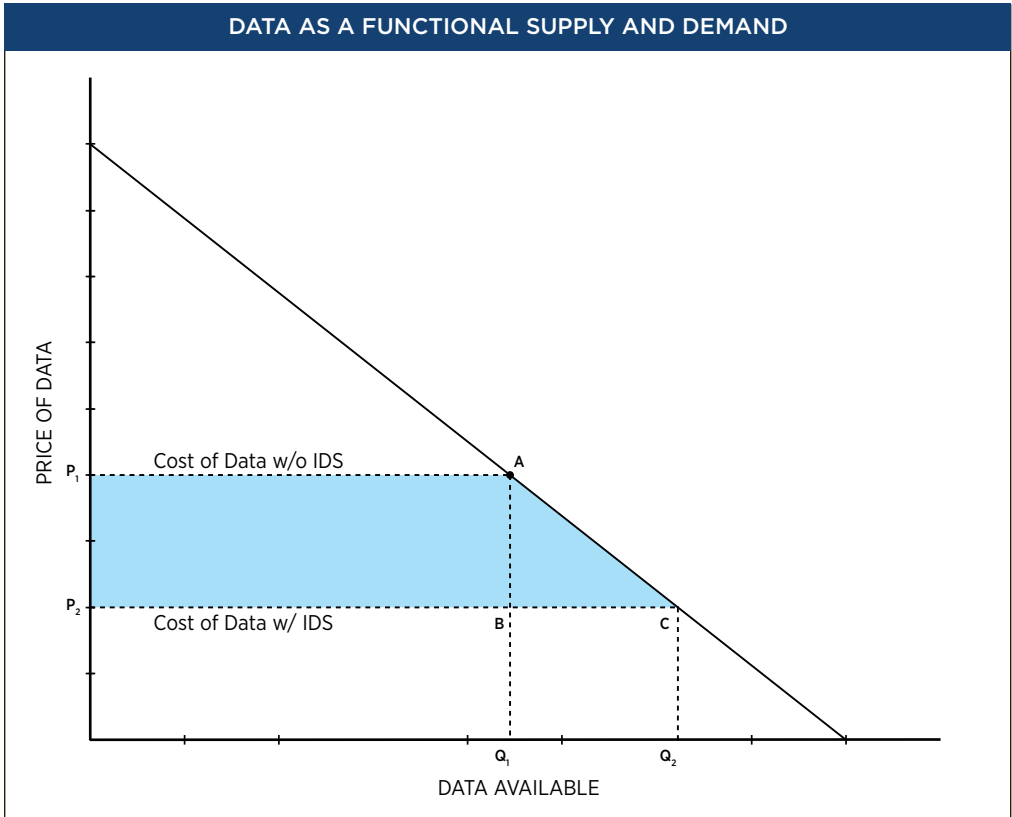 DATA AS A FUNCTIONAL SUPPLY AND DEMAND
PRICE OF DATA
P₁
Cost of Data w/o IDS
A
P₂
Cost of Data w/ IDS
B
C
Q₁
Q₂
DATA AVAILABLE